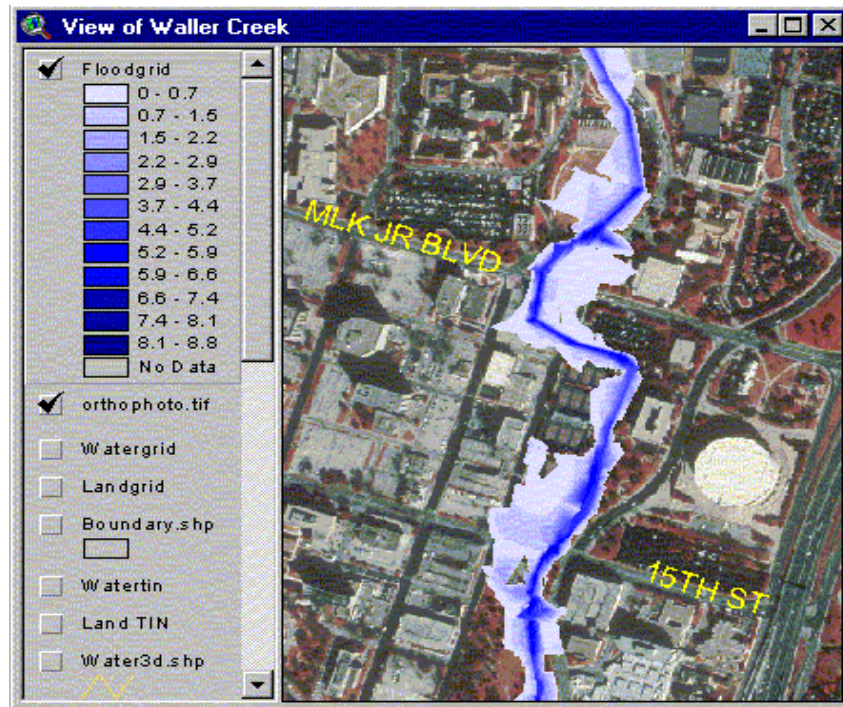 View of Waller Creek
Floodgrid
0 - 0.7
0.7 - 1.5
1.5 - 2.2
2.2 - 2.9
2.9 - 3.7
3.7 - 4.4
4.4 - 5.2
5.2 - 5.9
5.9 - 6.6
6.6 - 7.4
7.4 - 8.1
8.1 - 8.8
No Data
orthophoto.tif
Watergrid
Landgrid
Boundary.shp
Watertin
Land TIN
Water3d.shp
MLK JR BLVD
15TH ST